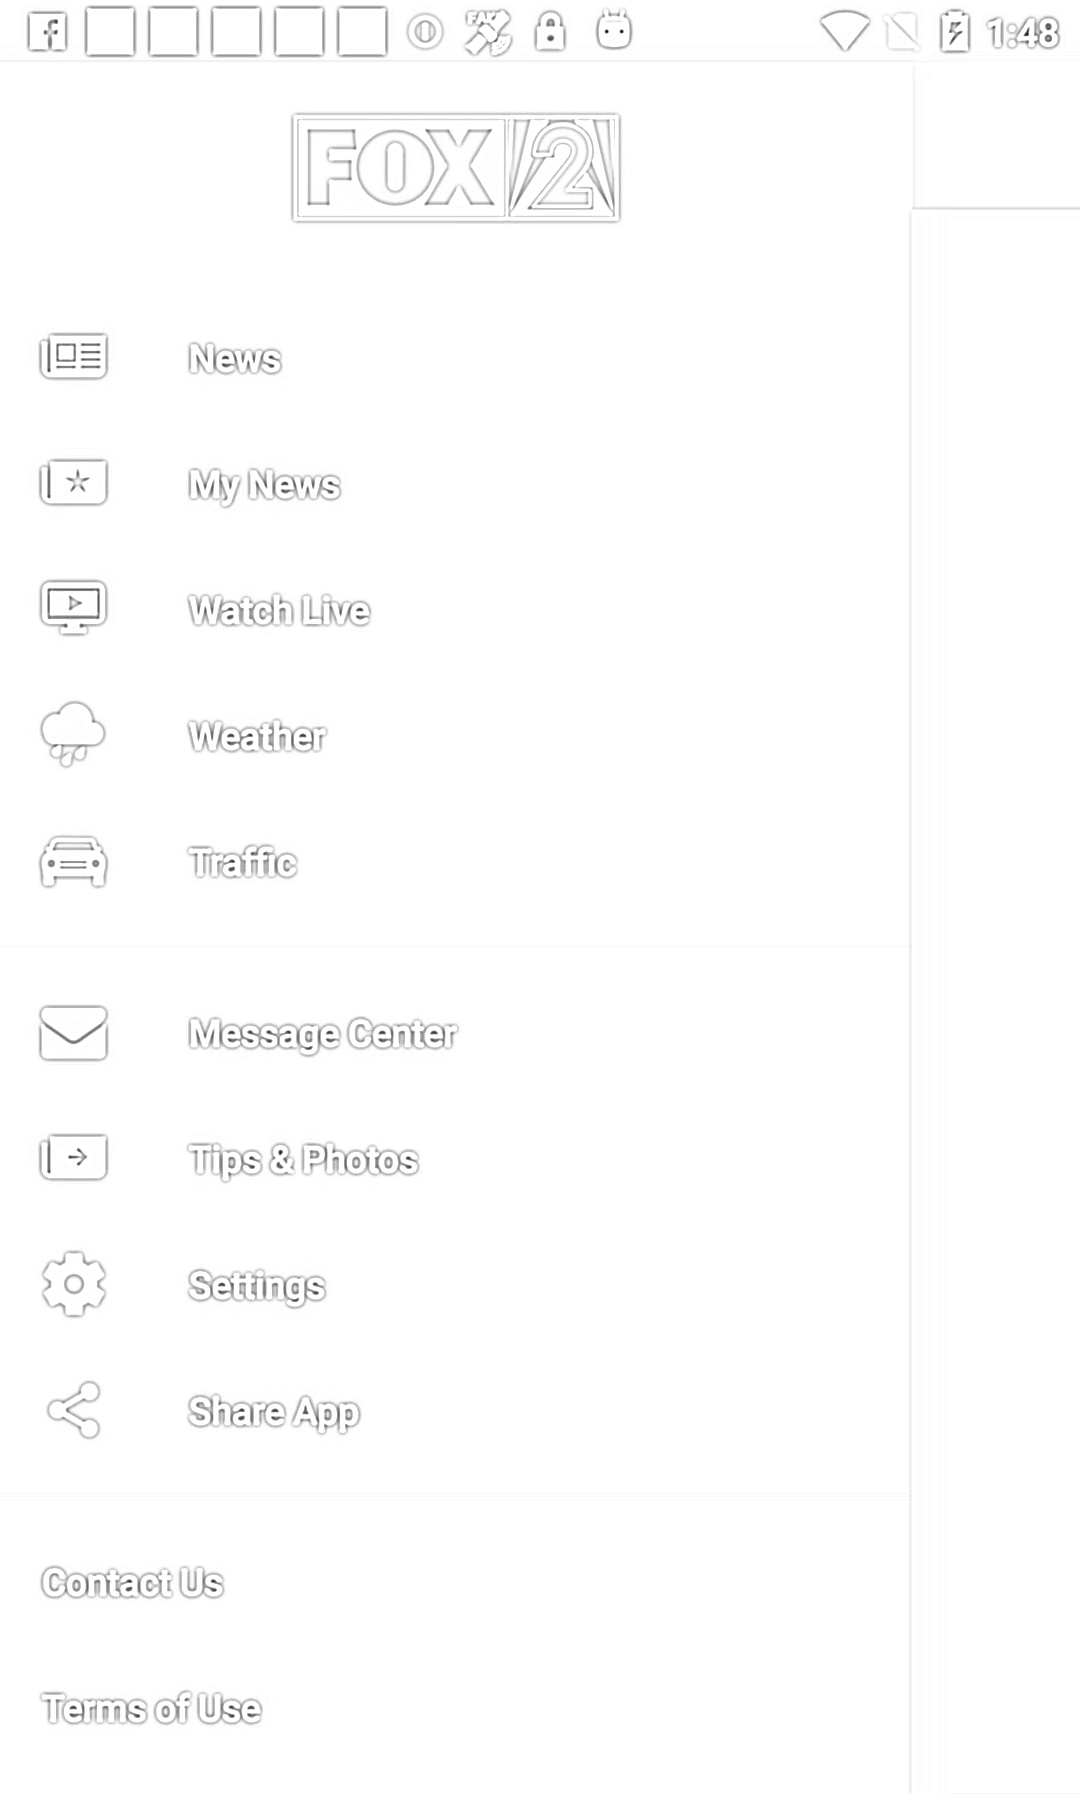 1:48
FOX 2
News
My News
Watch Live
Weather
Traffic
Message Center
Tips & Photos
Settings
Share App
Contact Us
Terms of Use